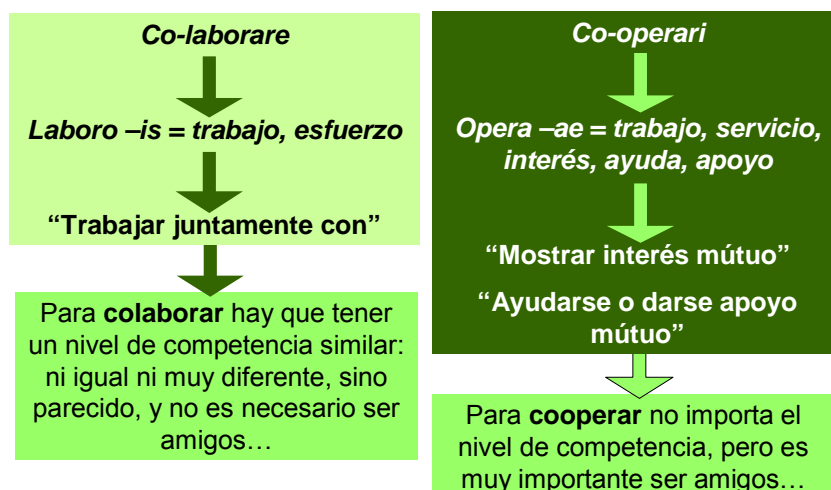 Co-laborare
Laboro –is = trabajo, esfuerzo
“Trabajar juntamente con”
Para colaborar hay que tener
un nivel de competencia similar:
ni igual ni muy diferente, sino
parecido, y no es necesario ser
amigos…
Co-operari
Opera –ae = trabajo, servicio,
interés, ayuda, apoyo
“Mostrar interés mútuo”
“Ayudarse o darse apoyo
mútuo”
Para cooperar no importa el
nivel de competencia, pero es
muy importante ser amigos…